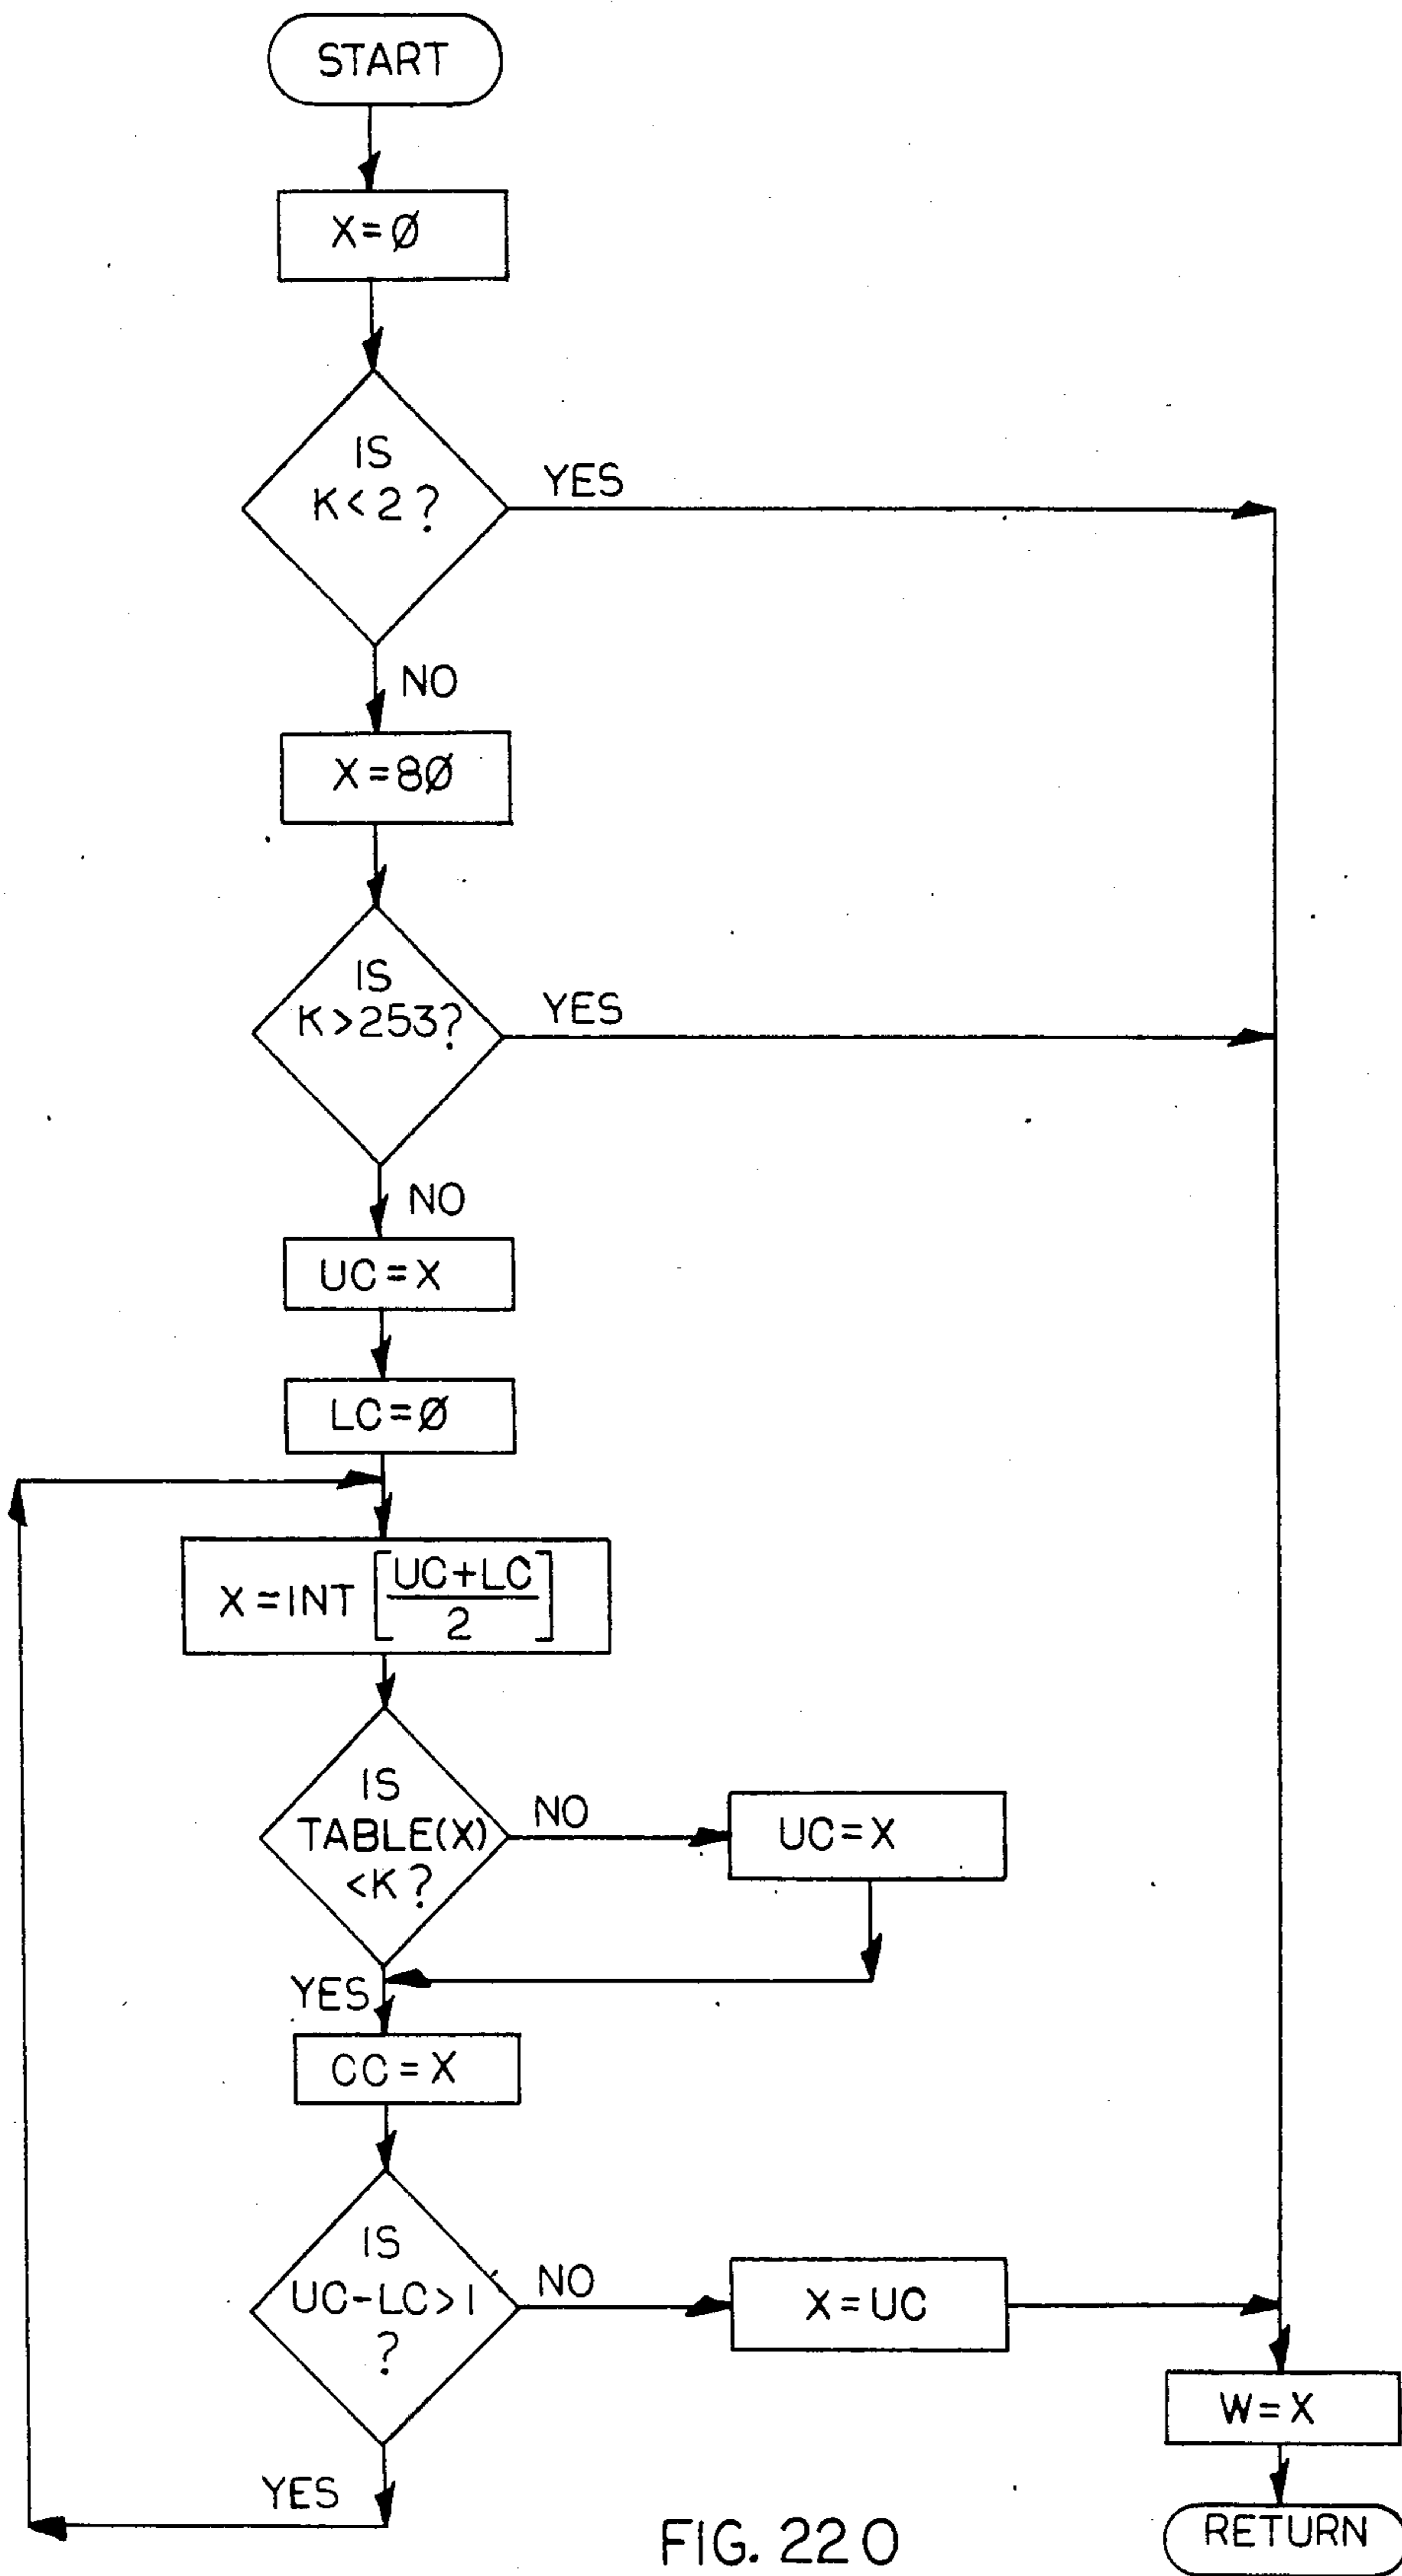 START
X=Ø
IS
K<2?
YES
NO
X=8Ø
IS
K>253?
YES
NO
UC=X
LC=Ø
X=INT [UC+LC
2]
IS
TABLE(X)
<K?
NO
UC=X
YES
CC=X
IS
UC-LC>1
?
NO
X=UC
W=X
YES
RETURN
FIG. 220